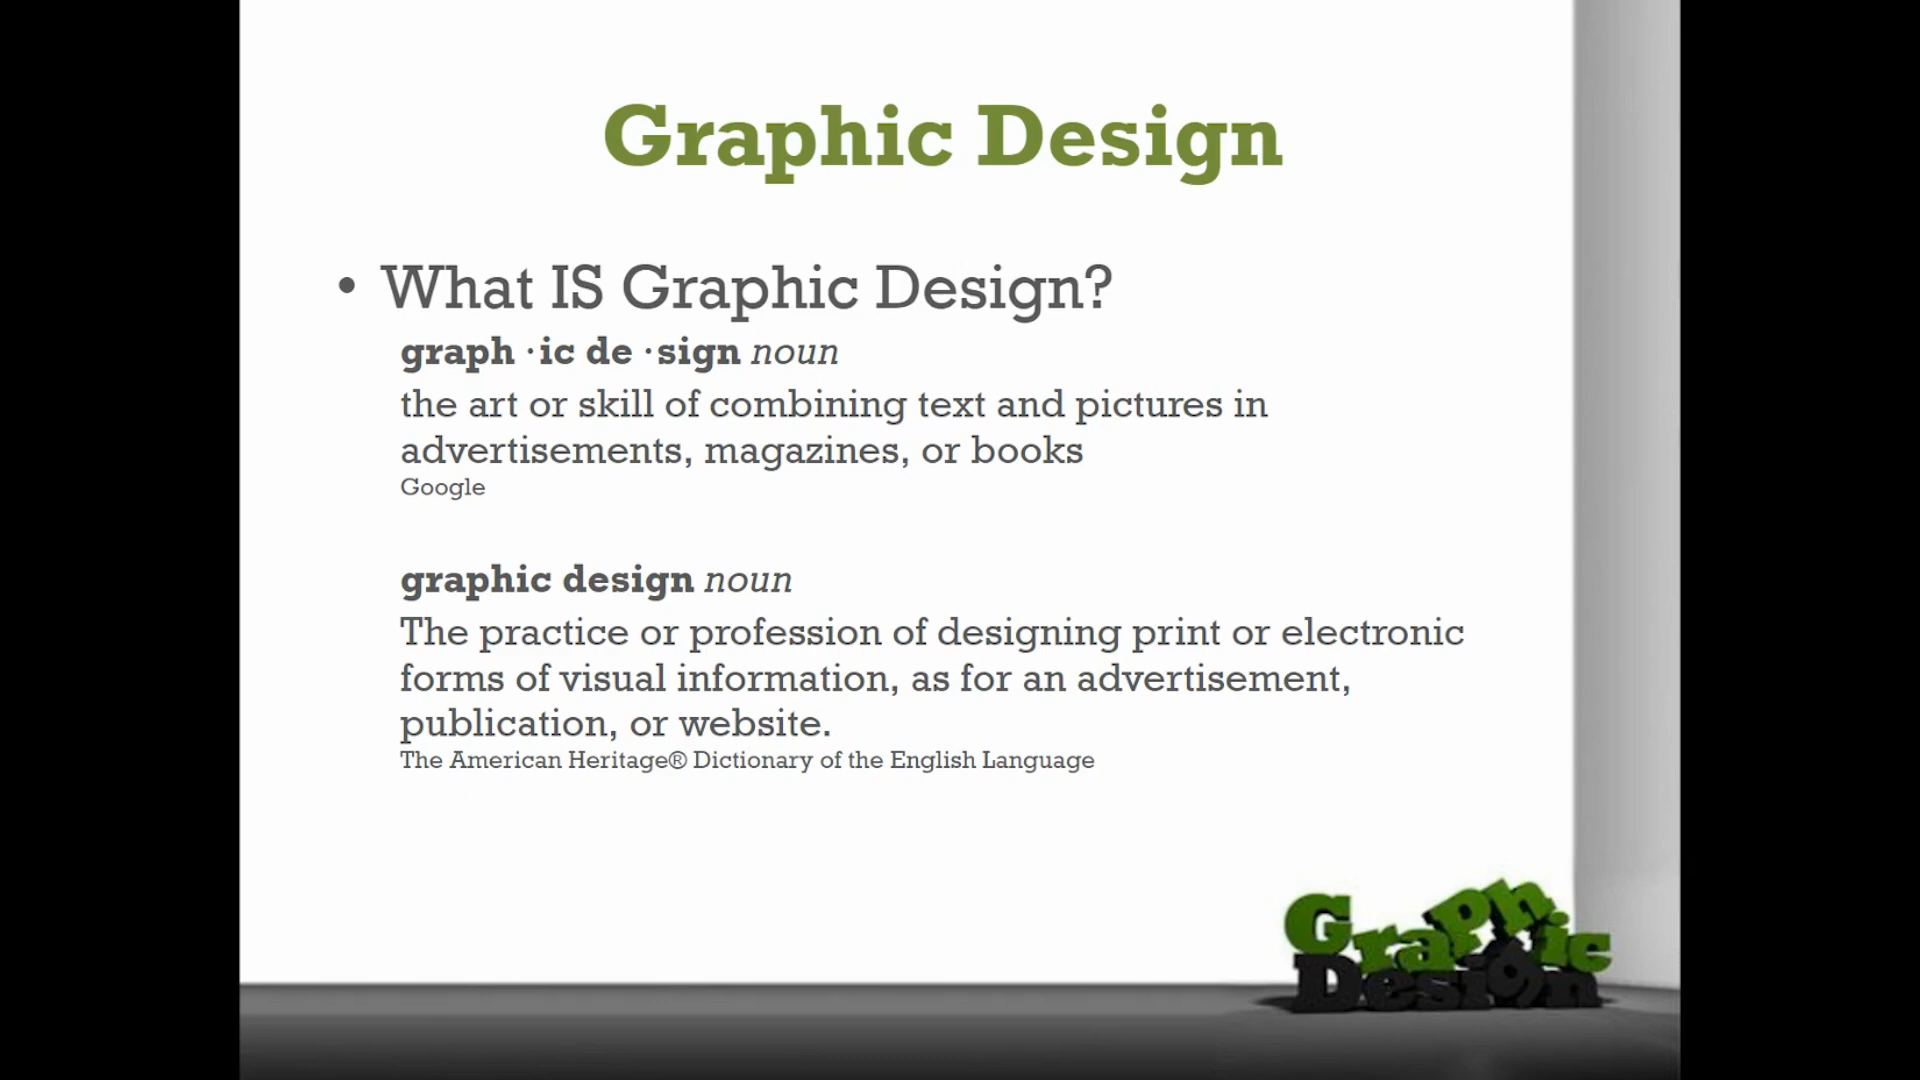 Graphic Design
• What IS Graphic Design?
graph ·ic de ·sign noun
the art or skill of combining text and pictures in
advertisements, magazines, or books
Google
graphic design noun
The practice or profession of designing print or electronic
forms of visual information, as for an advertisement,
publication, or website.
The American Heritage® Dictionary of the English Language
Graphic
Design